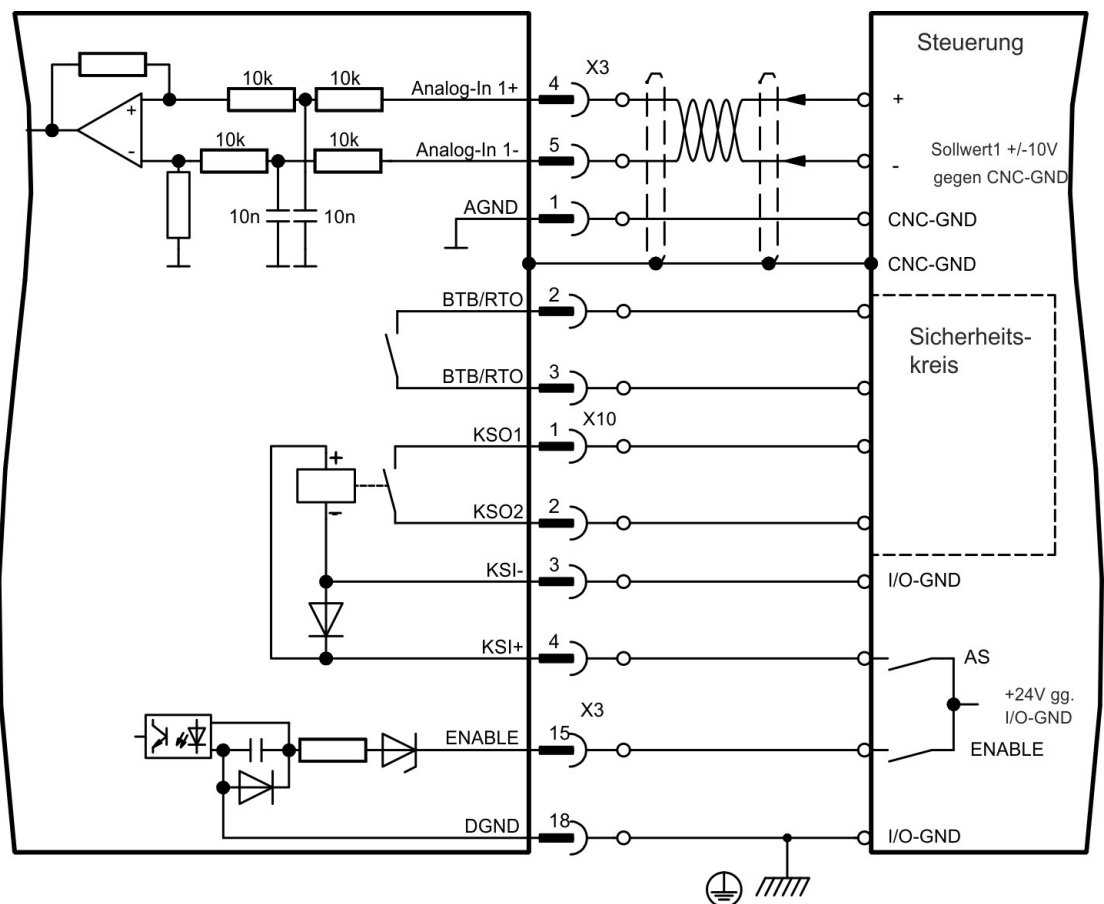 Steuerung
X3
10k
10k
Analog-In 1+
4
+
+
10k
10k
Analog-In 1-
5
-
-
Sollwert1 +/-10V
gegen CNC-GND
10n
10n
AGND
1
CNC-GND
CNC-GND
BTB/RTO
2
Sicherheits-
kreis
BTB/RTO
3
X10
KSO1
1
+
-
KSO2
2
KSI-
3
I/O-GND
KSI+
4
AS
+24V gg.
I/O-GND
X3
ENABLE
15
ENABLE
DGND
18
I/O-GND